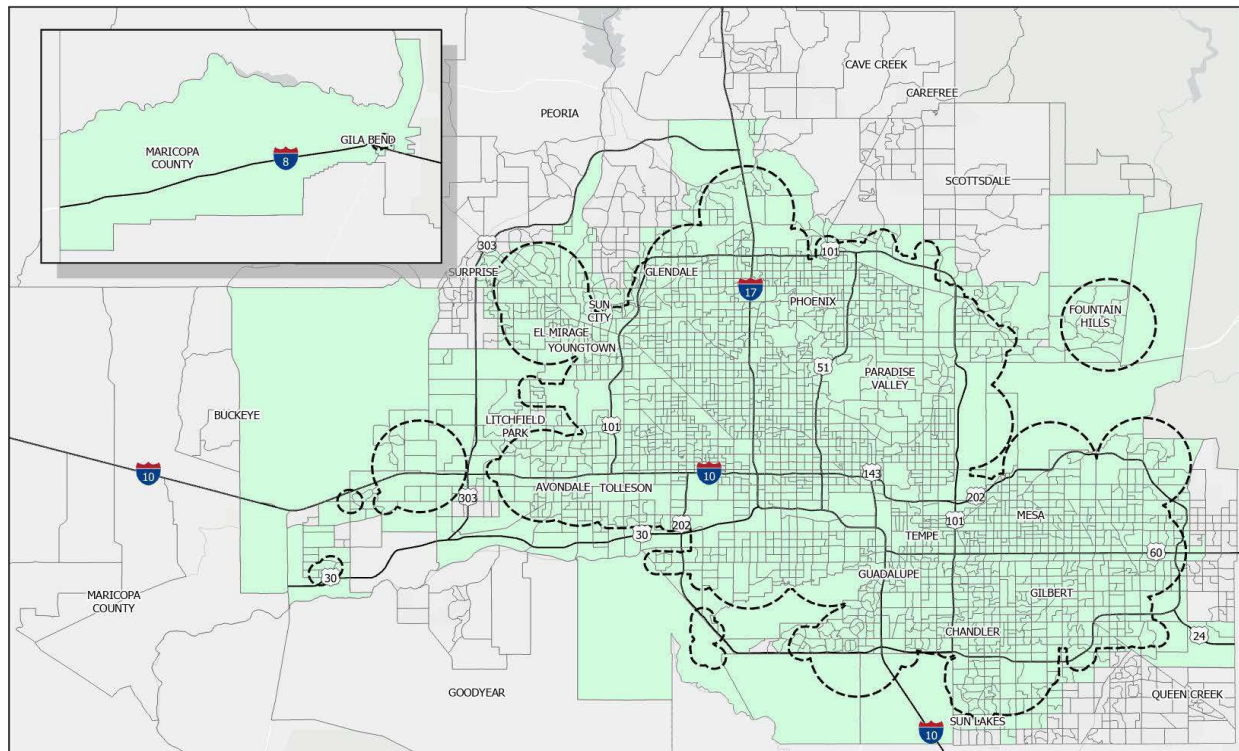 CAVE CREEK
CAREFREE
PEORIA
GILA BEND
MARICOPA
COUNTY
8
SCOTTSDALE
303
101
SURPRISE
GLENDALE
17
PHOENIX
SUN
CITY
FOUNTAIN
HILLS
EL MIRAGE
YOUNGTOWN
51
PARADISE
VALLEY
BUCKEYE
LITCHFIELD
PARK
101
10
10
143
303
AVONDALE
TOLLESON
202
MESA
202
101
30
TEMPE
60
30
GUADALUPE
MARICOPA
COUNTY
GILBERT
CHANDLER
24
GOODYEAR
QUEEN CREEK
SUN LAKES
10